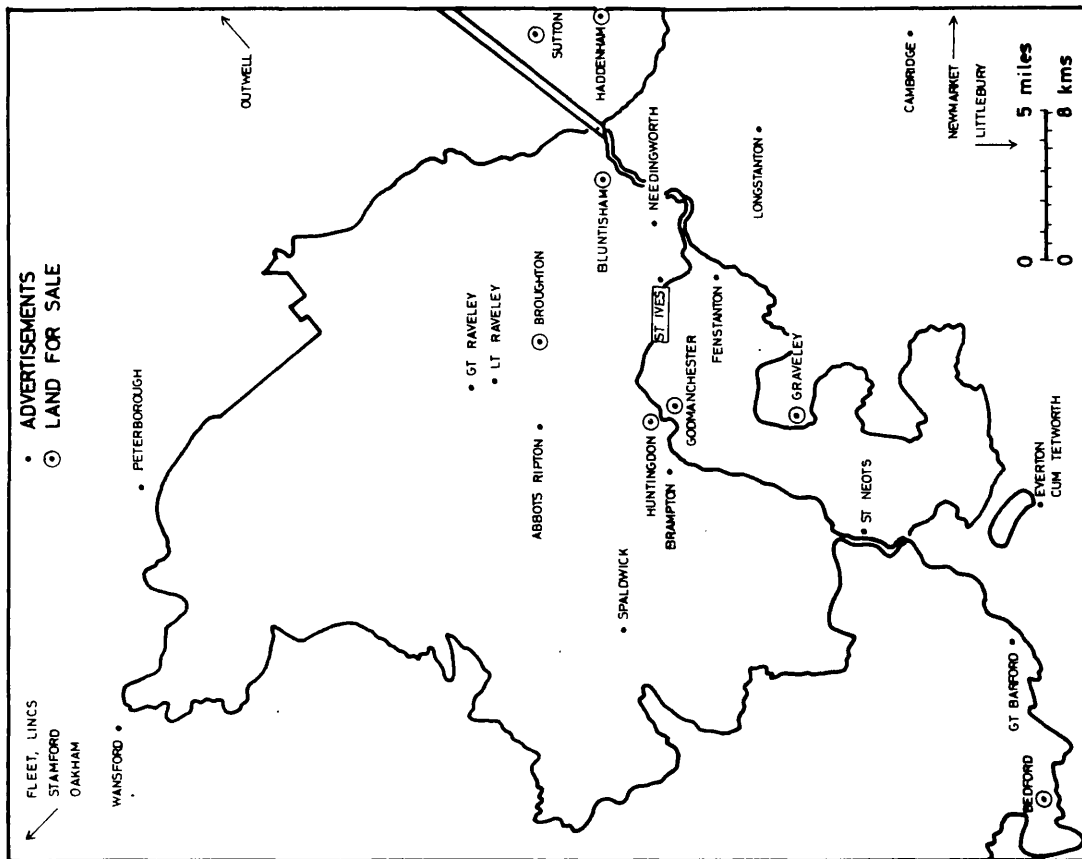 • ADVERTISEMENTS
⊙ LAND FOR SALE
FLEET, LINCS
STAMFORD
OAKHAM
WANSFORD
PETERBOROUGH
OUTWELL
GT RAVELEY
LT RAVELEY
ABBOTS RIPTON
BROUGHTON
SUTTON
HADDENHAM
BLUNTISHAM
NEEDINGWORTH
SPALDWICK
HUNTINGDON
BRAMPTON
GODMANCHESTER
ST IVES
FENSTANTON
LONGSTANTON
GRAVELEY
ST NEOTS
CAMBRIDGE
NEWMARKET
LITTLEBURY
EVERTON
CUM TETWORTH
GT BARFORD
BEDFORD
0 5 miles
0 8 kms